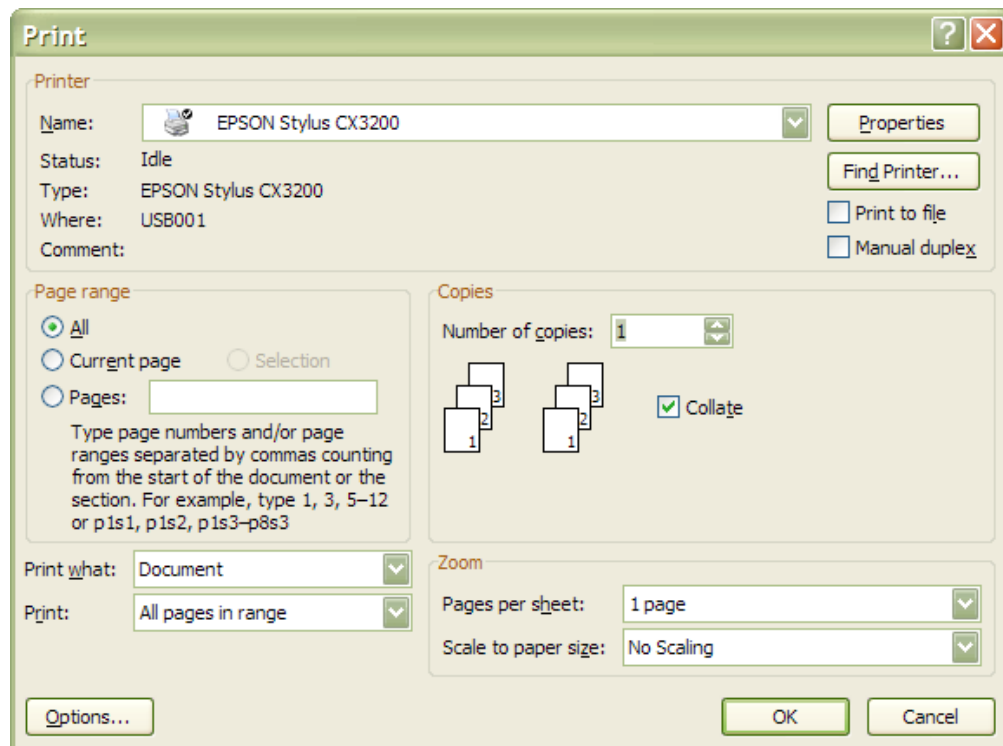 Print
Printer
Name: EPSON Stylus CX3200 Properties
Status: Idle
Find Printer...
Type: EPSON Stylus CX3200
Where: USB001
Print to file
Comment:
Manual duplex
Page range
All
Current page Selection
Pages:
Type page numbers and/or page
ranges separated by commas counting
from the start of the document or the
section. For example, type 1, 3, 5–12
or p1s1, p1s2, p1s3–p8s3
Copies
Number of copies: 1
3 3
2 2
1 1
Collate
Print what: Document
Print: All pages in range
Zoom
Pages per sheet: 1 page
Scale to paper size: No Scaling
Options... OK Cancel